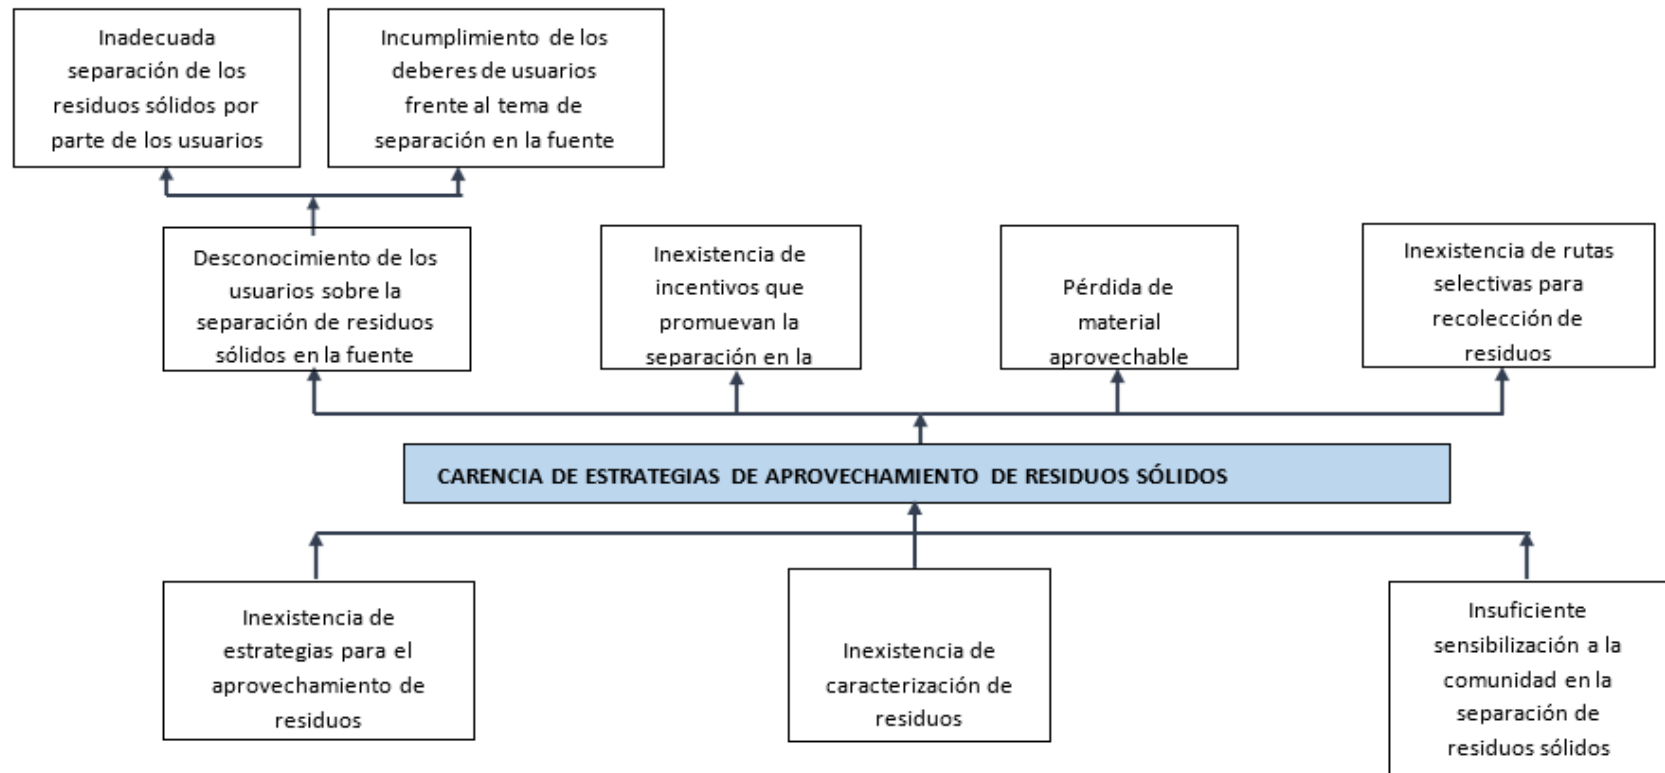 Inadecuada
separación de los
residuos sólidos por
parte de los usuarios
Incumplimiento de los
deberes de usuarios
frente al tema de
separación en la fuente
Desconocimiento de los
usuarios sobre la
separación de residuos
sólidos en la fuente
Inexistencia de
incentivos que
promuevan la
separación en la
Pérdida de
material
aprovechable
Inexistencia de rutas
selectivas para
recolección de
residuos
CARENCIA DE ESTRATEGIAS DE APROVECHAMIENTO DE RESIDUOS SÓLIDOS
Inexistencia de
estrategias para el
aprovechamiento de
residuos
Inexistencia de
caracterización de
residuos
Insuficiente
sensibilización a la
comunidad en la
separación de
residuos sólidos